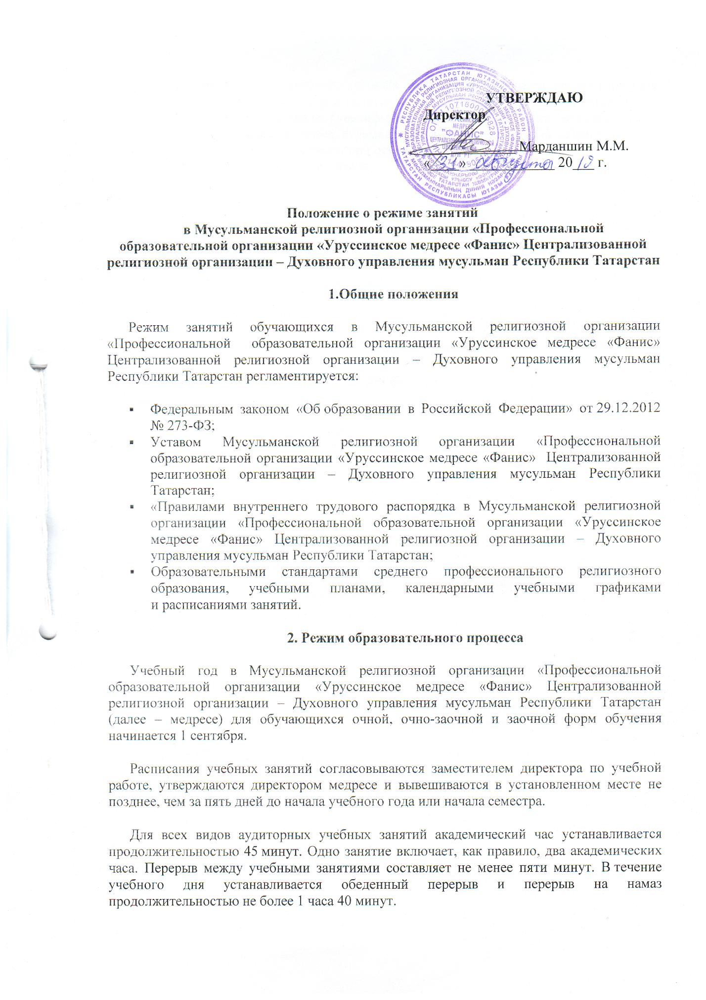 УТВЕРЖДАЮ
Директор
Марданшин М.М.
«31» августа 2019 г.
Положение о режиме занятий
в Мусульманской религиозной организации «Профессиональной
образовательной организации «Уруссинское медресе «Фанис» Централизованной
религиозной организации – Духовного управления мусульман Республики Татарстан
1.Общие положения
Режим занятий обучающихся в Мусульманской религиозной организации
«Профессиональной образовательной организации «Уруссинское медресе «Фанис»
Централизованной религиозной организации – Духовного управления мусульман
Республики Татарстан регламентируется:
▪ Федеральным законом «Об образовании в Российской Федерации» от 29.12.2012
№ 273-ФЗ;
▪ Уставом Мусульманской религиозной организации «Профессиональной
образовательной организации «Уруссинское медресе «Фанис» Централизованной
религиозной организации – Духовного управления мусульман Республики
Татарстан;
▪ «Правилами внутреннего трудового распорядка в Мусульманской религиозной
организации «Профессиональной образовательной организации «Уруссинское
медресе «Фанис» Централизованной религиозной организации – Духовного
управления мусульман Республики Татарстан;
▪ Образовательными стандартами среднего профессионального религиозного
образования, учебными планами, календарными учебными графиками
и расписаниями занятий.
2. Режим образовательного процесса
Учебный год в Мусульманской религиозной организации «Профессиональной
образовательной организации «Уруссинское медресе «Фанис» Централизованной
религиозной организации – Духовного управления мусульман Республики Татарстан
(далее – медресе) для обучающихся очной, очно-заочной и заочной форм обучения
начинается 1 сентября.
Расписания учебных занятий согласовываются заместителем директора по учебной
работе, утверждаются директором медресе и вывешиваются в установленном месте не
позднее, чем за пять дней до начала учебного года или начала семестра.
Для всех видов аудиторных учебных занятий академический час устанавливается
продолжительностью 45 минут. Одно занятие включает, как правило, два академических
часа. Перерыв между учебными занятиями составляет не менее пяти минут. В течение
учебного дня устанавливается обеденный перерыв и перерыв на намаз
продолжительностью не более 1 часа 40 минут.